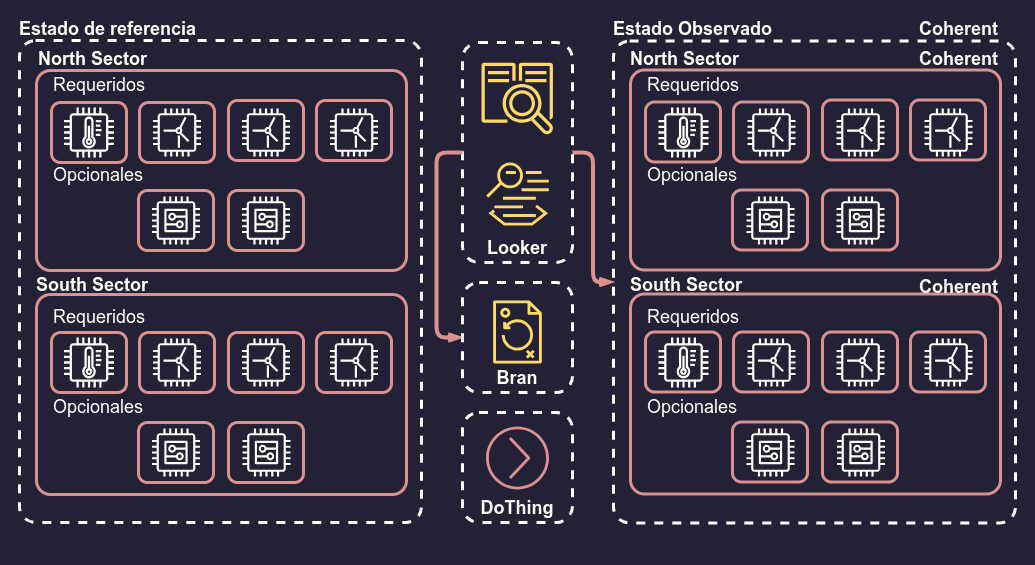 Estado de referencia
North Sector
Requeridos
Opcionales
South Sector
Requeridos
Opcionales
Looker
Bran
DoThing
Estado Observado Coherent
North Sector Coherent
Requeridos
Opcionales
South Sector Coherent
Requeridos
Opcionales